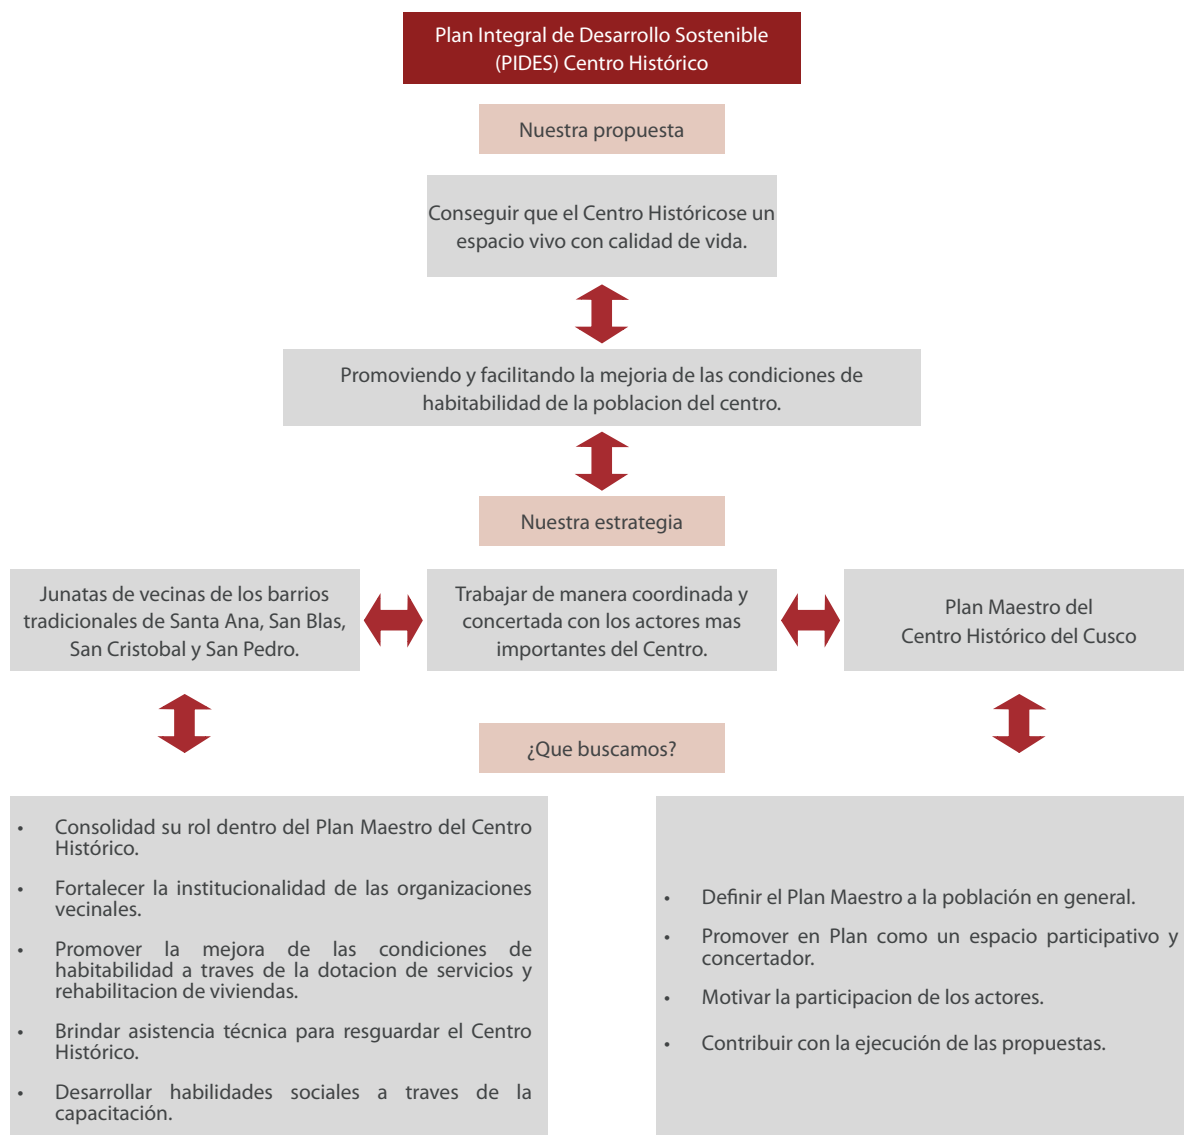 Plan Integral de Desarrollo Sostenible
(PIDES) Centro Histórico
Nuestra propuesta
Conseguir que el Centro Históricose un
espacio vivo con calidad de vida.
Promoviendo y facilitando la mejoria de las condiciones de
habitabilidad de la poblacion del centro.
Nuestra estrategia
Junatas de vecinas de los barrios
tradicionales de Santa Ana, San Blas,
San Cristobal y San Pedro.
Trabajar de manera coordinada y
concertada con los actores mas
importantes del Centro.
Plan Maestro del
Centro Histórico del Cusco
¿Que buscamos?
• Consolidad su rol dentro del Plan Maestro del Centro
Histórico.
• Fortalecer la institucionalidad de las organizaciones
vecinales.
• Promover la mejora de las condiciones de
habitabilidad a traves de la dotacion de servicios y
rehabilitacion de viviendas.
• Brindar asistencia técnica para resguardar el Centro
Histórico.
• Desarrollar habilidades sociales a traves de la
capacitación.
• Definir el Plan Maestro a la población en general.
• Promover en Plan como un espacio participativo y
concertador.
• Motivar la participacion de los actores.
• Contribuir con la ejecución de las propuestas.